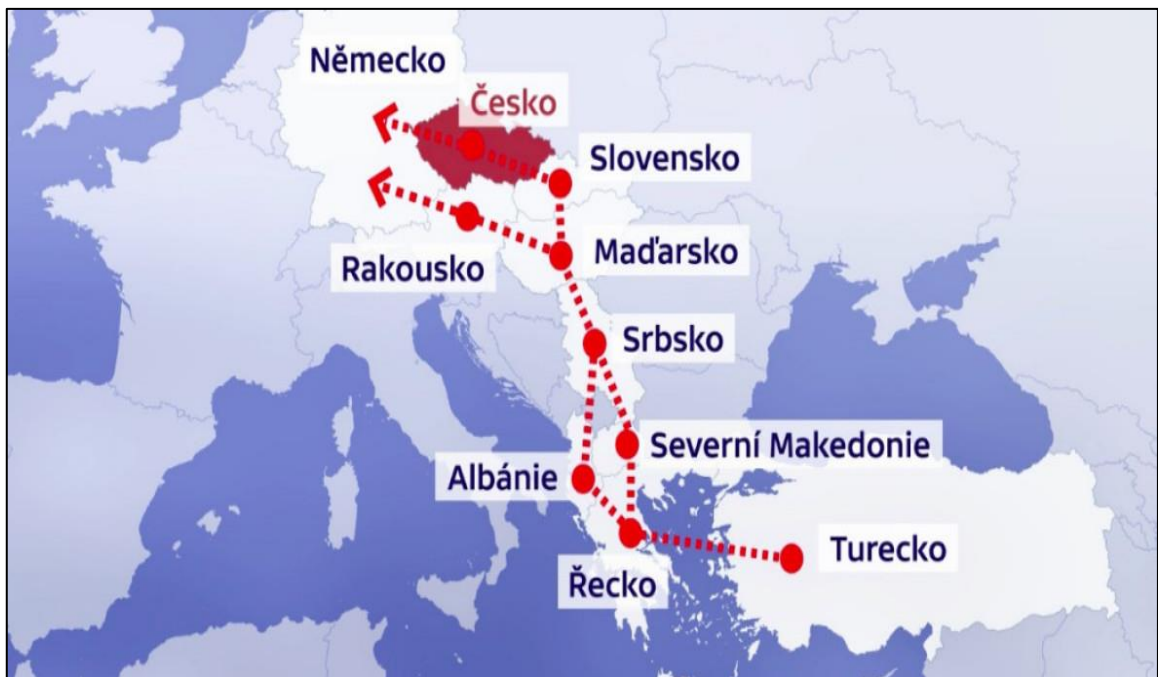 Německo
Česko
Slovensko
Maďarsko
Rakousko
Srbsko
Severní Makedonie
Albánie
Turecko
Řecko